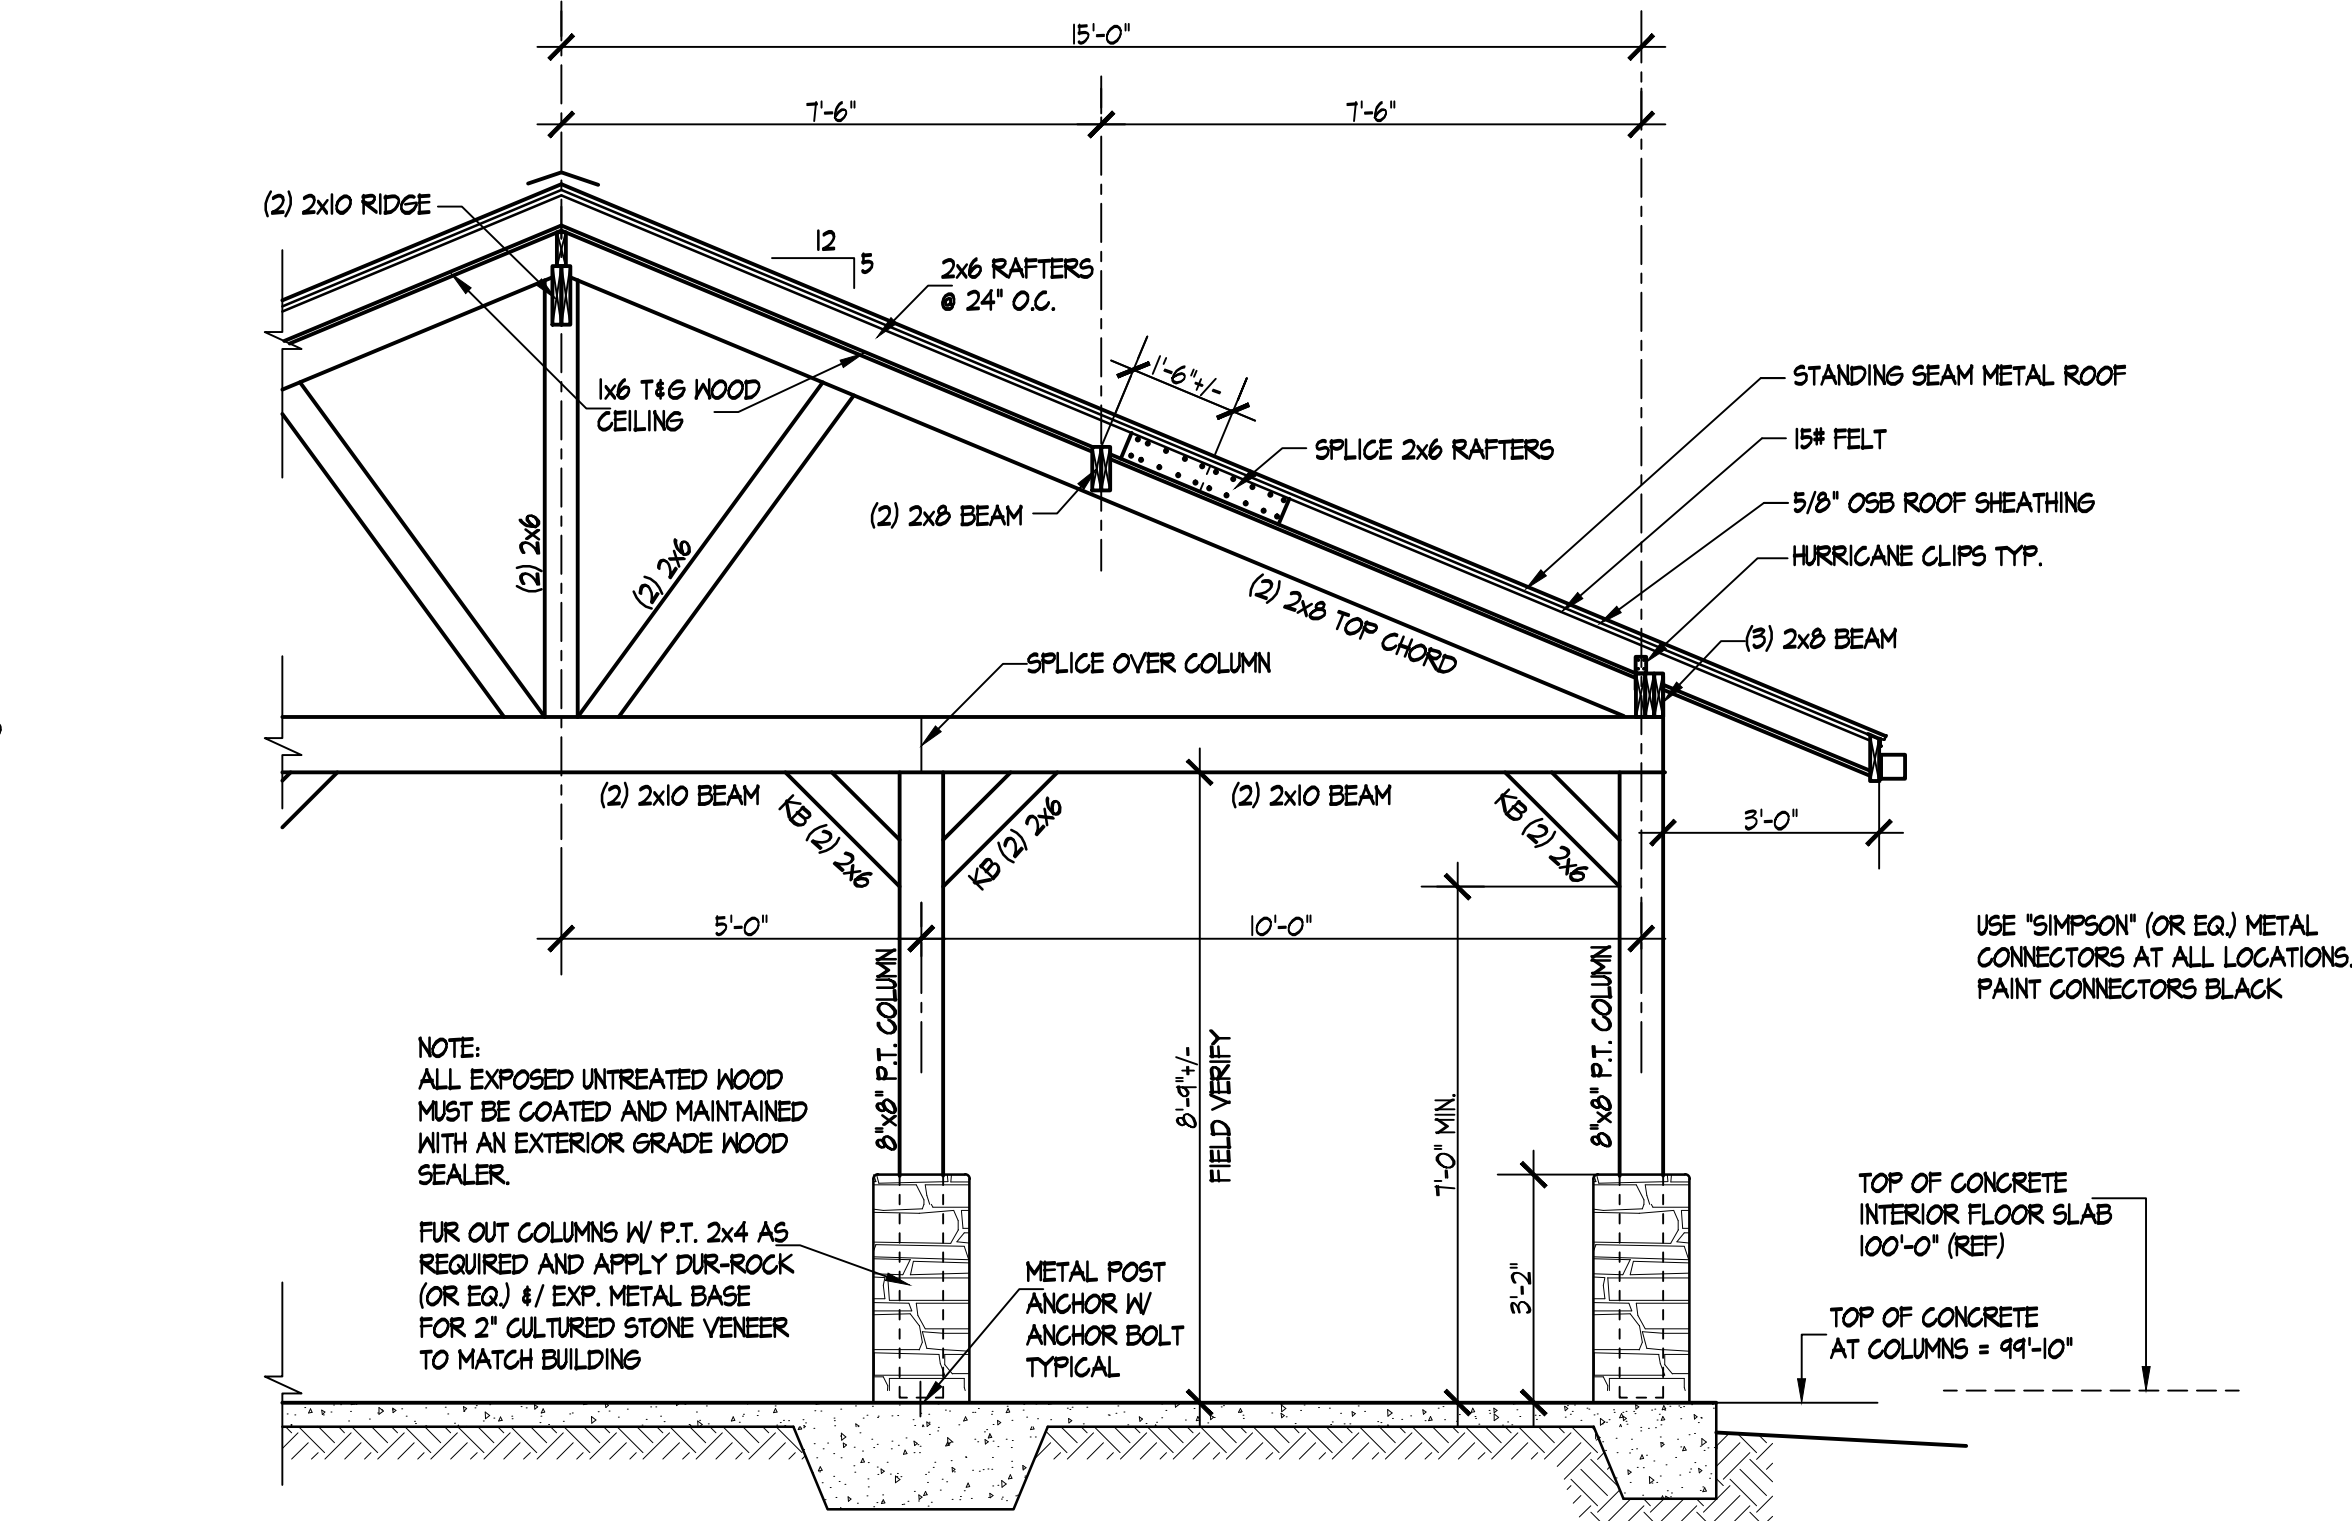 15'-0"
7'-6"
7'-6"
(2) 2x10 RIDGE
12
5
2x6 RAFTERS
@ 24" O.C.
1x6 T&G WOOD
CEILING
1'-6"+/-
SPLICE 2x6 RAFTERS
(2) 2x8 BEAM
STANDING SEAM METAL ROOF
15# FELT
5/8" OSB ROOF SHEATHING
HURRICANE CLIPS TYP.
(3) 2x8 BEAM
(2) 2x6
(2) 2x6
(2) 2x8 TOP CHORD
SPLICE OVER COLUMN
(2) 2x10 BEAM
KB (2) 2x6
KB (2) 2x6
(2) 2x10 BEAM
KB (2) 2x6
3'-0"
5'-0"
10'-0"
USE "SIMPSON" (OR EQ.) METAL
CONNECTORS AT ALL LOCATIONS.
PAINT CONNECTORS BLACK
8"x8" P.T. COLUMN
8'-9"+/-
FIELD VERIFY
7'-0" MIN.
8"x8" P.T. COLUMN
3'-2"
NOTE:
ALL EXPOSED UNTREATED WOOD
MUST BE COATED AND MAINTAINED
WITH AN EXTERIOR GRADE WOOD
SEALER.
FUR OUT COLUMNS W/ P.T. 2x4 AS
REQUIRED AND APPLY DUR-ROCK
(OR EQ.) &/ EXP. METAL BASE
FOR 2" CULTURED STONE VENEER
TO MATCH BUILDING
METAL POST
ANCHOR W/
ANCHOR BOLT
TYPICAL
TOP OF CONCRETE
INTERIOR FLOOR SLAB
100'-0" (REF)
TOP OF CONCRETE
AT COLUMNS = 99'-10"